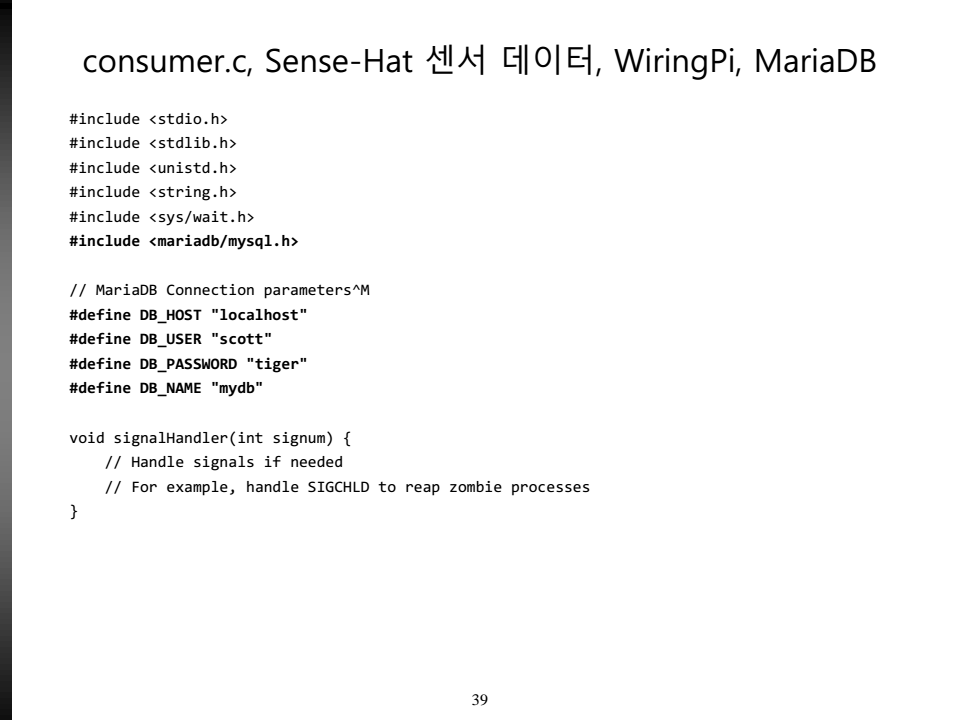 consumer.c, Sense-Hat 센서 데이터, WiringPi, MariaDB
#include <stdio.h>
#include <stdlib.h>
#include <unistd.h>
#include <string.h>
#include <sys/wait.h>
#include <mariadb/mysql.h>
// MariaDB Connection parameters^M
#define DB_HOST "localhost"
#define DB_USER "scott"
#define DB_PASSWORD "tiger"
#define DB_NAME "mydb"
void signalHandler(int signum) {
    // Handle signals if needed
    // For example, handle SIGCHLD to reap zombie processes
}
39